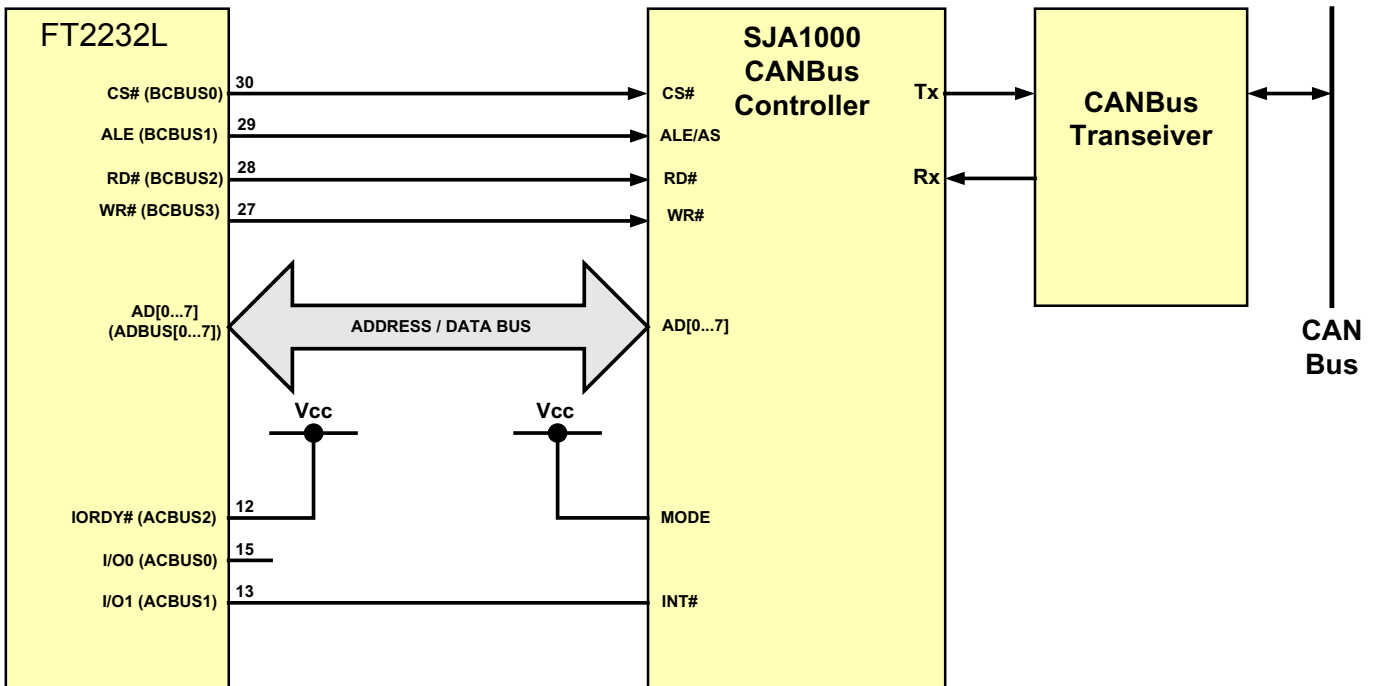 FT2232L
CS# (BCBUS0)
30
ALE (BCBUS1)
29
RD# (BCBUS2)
28
WR# (BCBUS3)
27
AD[0...7]
(ADBUS[0...7])
ADDRESS / DATA BUS
Vcc
Vcc
IORDY# (ACBUS2)
12
I/O0 (ACBUS0)
15
I/O1 (ACBUS1)
13
SJA1000
CANBus
Controller
CS#
ALE/AS
RD#
WR#
AD[0...7]
MODE
INT#
Tx
Rx
CANBus
Transeiver
CAN
Bus